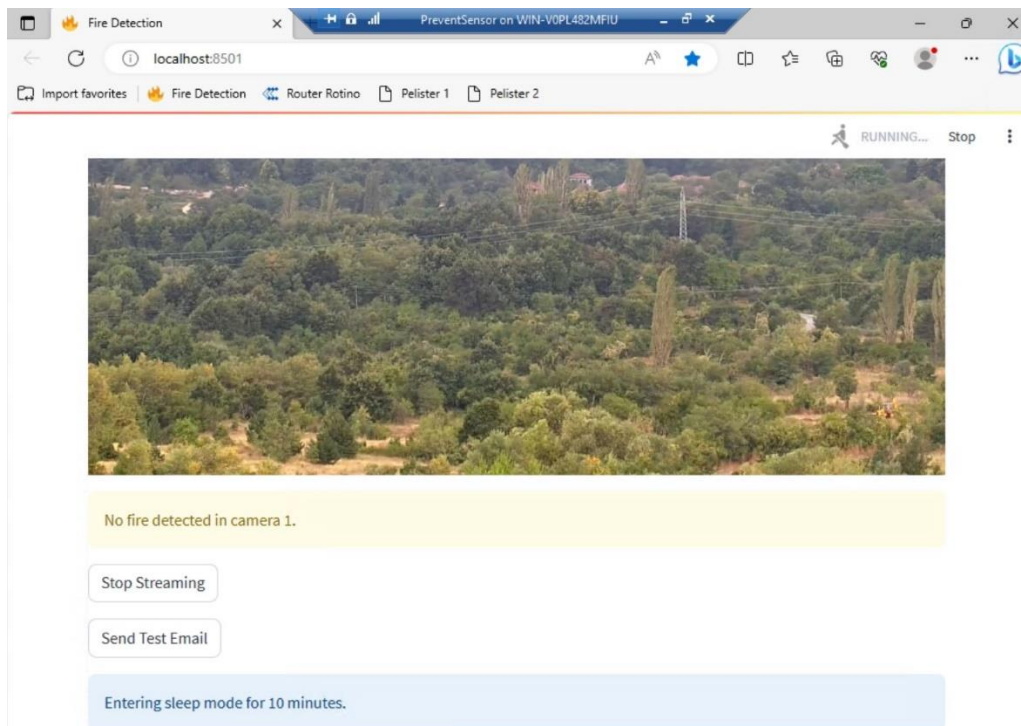 Fire Detection
PreventSensor on WIN-V0PL482MFIU
localhost:8501
Import favorites Fire Detection Router Rotino Pelister 1 Pelister 2
RUNNING... Stop
No fire detected in camera 1.
Stop Streaming
Send Test Email
Entering sleep mode for 10 minutes.